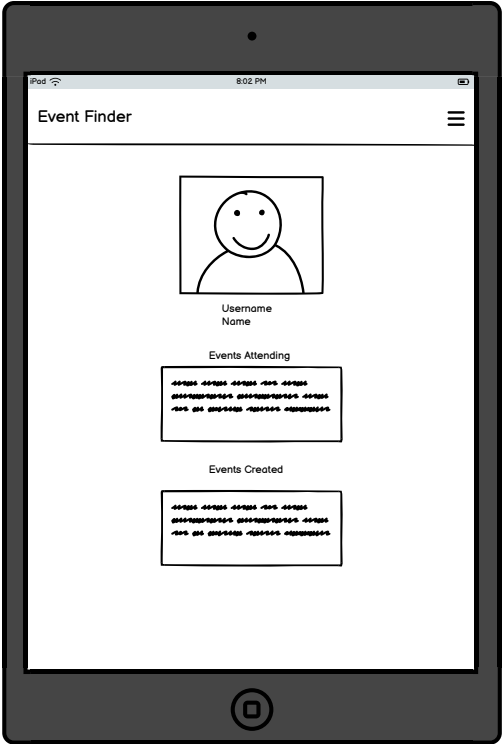 iPad 8:02 PM
Event Finder
Username
Name
Events Attending
Events Created